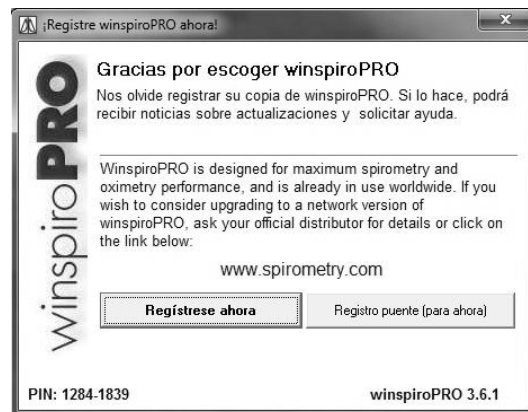 ¡Registre winspiroPRO ahora!
x
winspiroPRO
Gracias por escoger winspiroPRO
Nos olvide registrar su copia de winspiroPRO. Si lo hace, podrá
recibir noticias sobre actualizaciones y solicitar ayuda.
WinspiroPRO is designed for maximum spirometry and
oximetry performance, and is already in use worldwide. If you
wish to consider upgrading to a network version of
winspiroPRO, ask your official distributor for details or click on
the link below:
www.spirometry.com
Regístrese ahora
Registro puente (para ahora)
PIN: 1284-1839
winspiroPRO 3.6.1